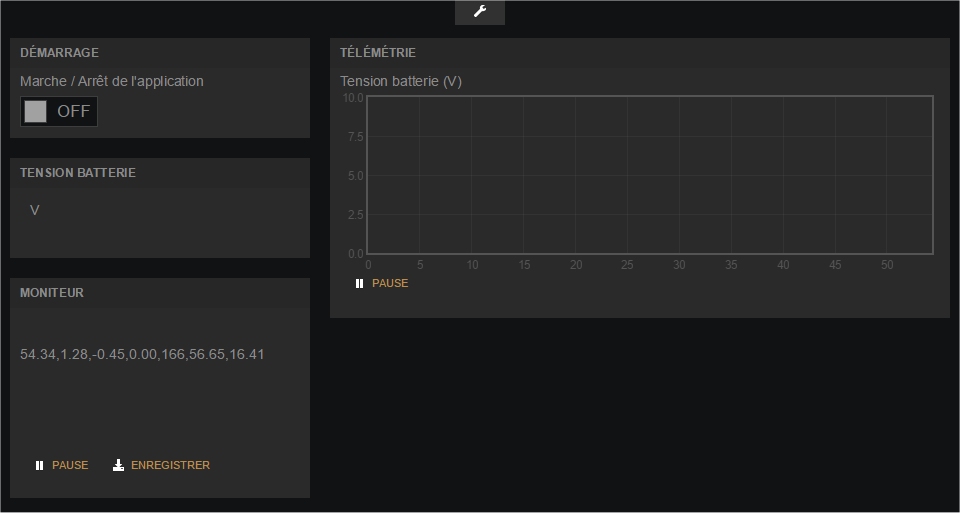 DÉMARRAGE
Marche / Arrêt de l'application
OFF
TENSION BATTERIE
V
MONITEUR
54.34,1.28,-0.45,0.00,166,56.65,16.41
PAUSE ENREGISTRER
TÉLÉMÉTRIE
Tension batterie (V)
10.0
7.5
5.0
2.5
0.0
0 5 10 15 20 25 30 35 40 45 50
PAUSE